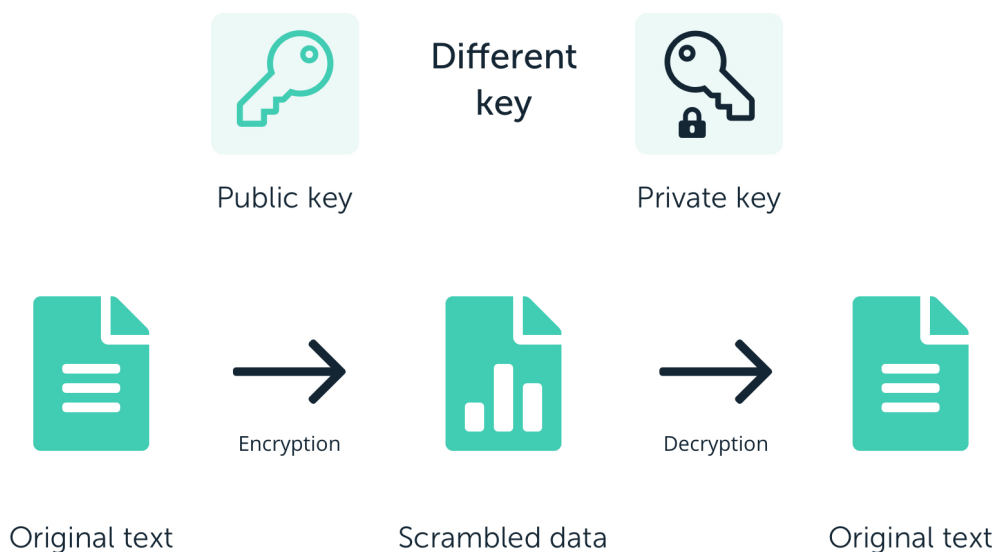 Different
key
Public key
Private key
Encryption
Decryption
Original text
Scrambled data
Original text